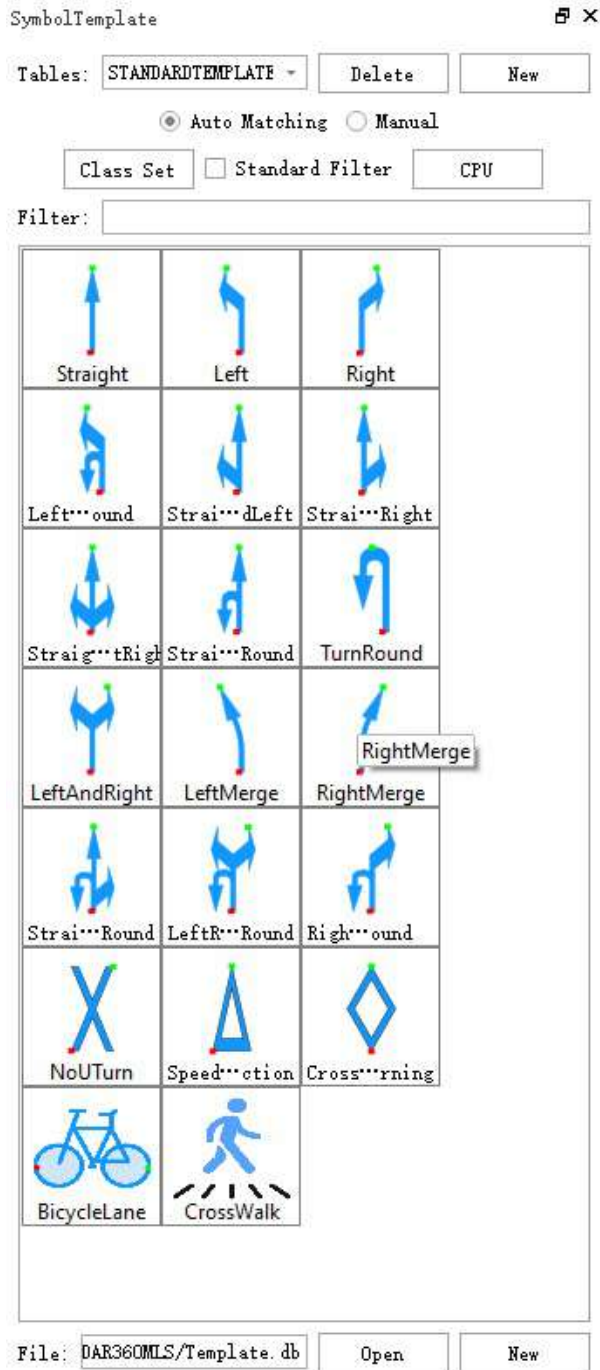 SymbolTemplate
Tables: STANDARDTEMPLATE Delete New
Auto Matching Manual
Class Set Standard Filter CPU
Filter:
Straight Left Right
Left···ound Strai···dLeft Strai···Right
Straig···tRigh Strai···Round TurnRound
RightMerge
LeftAndRight LeftMerge RightMerge
Strai···Round LeftR···Round Righ···ound
NoUTurn Speed···ction Cross···rning
BicycleLane CrossWalk
File: DAR360MLS/Template.db Open New